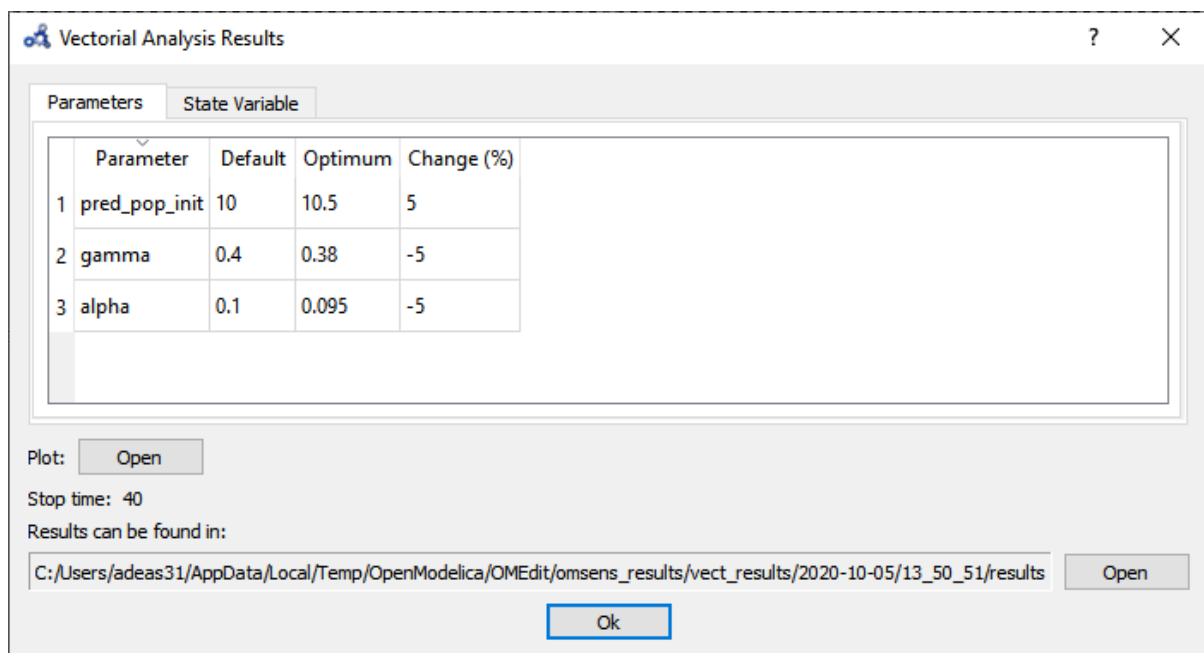 Vectorial Analysis Results ?
Parameters State Variable
Parameter Default Optimum Change (%)
1 pred_pop_init 10 10.5 5
2 gamma 0.4 0.38 -5
3 alpha 0.1 0.095 -5
Plot: Open
Stop time: 40
Results can be found in:
C:/Users/adeas31/AppData/Local/Temp/OpenModelica/OMEdit/omsens_results/vect_results/2020-10-05/13_50_51/results Open
Ok